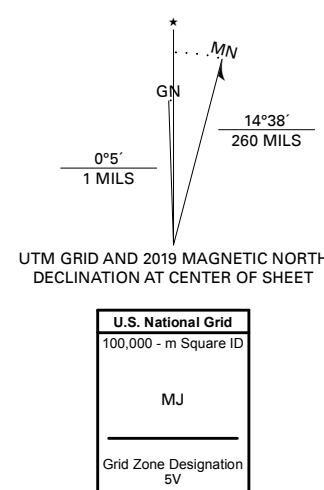 ★
MN
GN
14°38´
260 MILS
0°5´
1 MILS
UTM GRID AND 2019 MAGNETIC NORTH
DECLINATION AT CENTER OF SHEET
U.S. National Grid
100,000 - m Square ID
MJ
Grid Zone Designation
5V